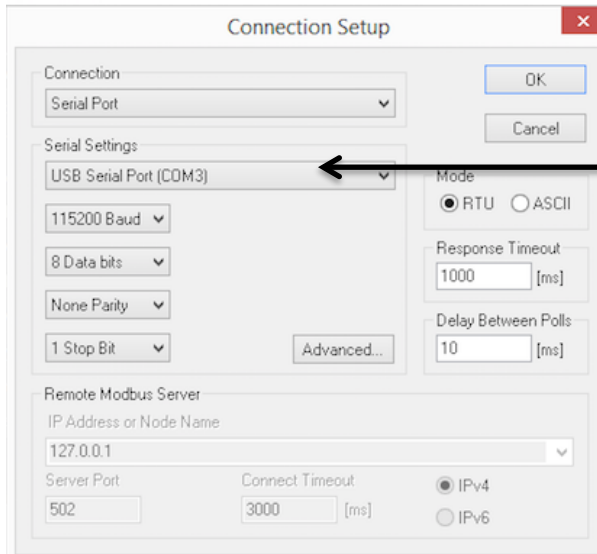 Connection Setup
Connection
Serial Port
OK
Cancel
Serial Settings
USB Serial Port (COM3)
Mode
RTU
ASCII
115200 Baud
8 Data bits
Response Timeout
1000 [ms]
None Parity
Delay Between Polls
1 Stop Bit
Advanced...
10 [ms]
Remote Modbus Server
IP Address or Node Name
127.0.0.1
Server Port
Connect Timeout
IPv4
502
3000 [ms]
IPv6